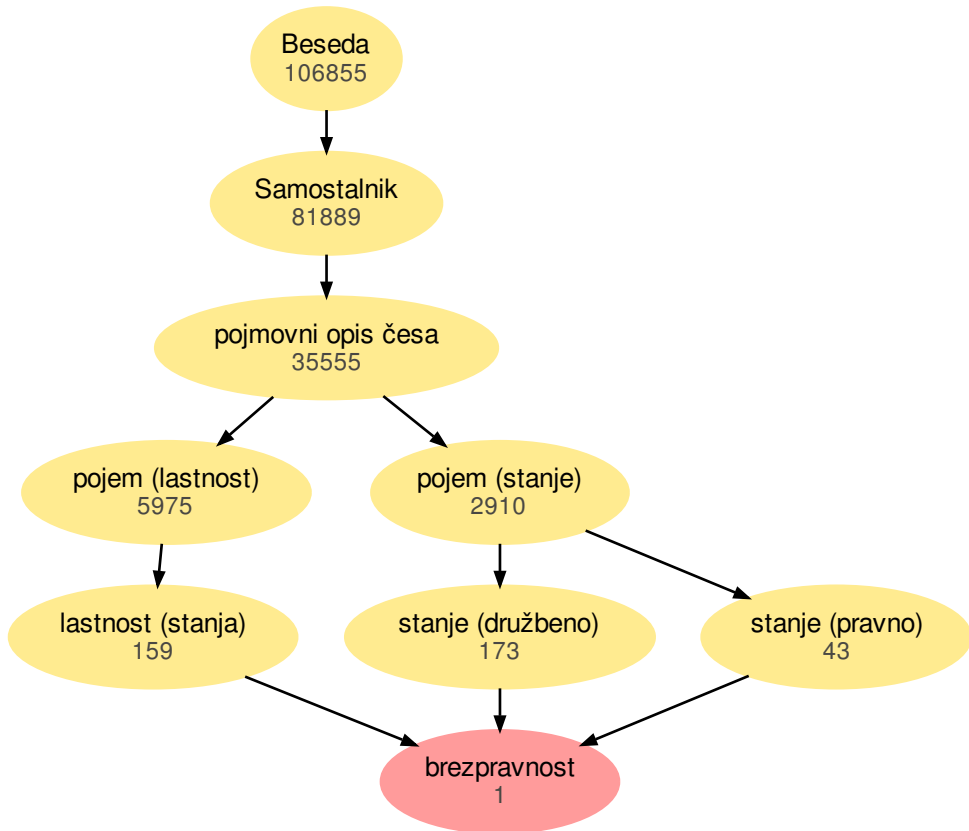 Beseda
106855
Samostalnik
81889
pojmovni opis česa
35555
pojem (lastnost)
5975
pojem (stanje)
2910
lastnost (stanja)
159
stanje (družbeno)
173
stanje (pravno)
43
brezpravnost
1